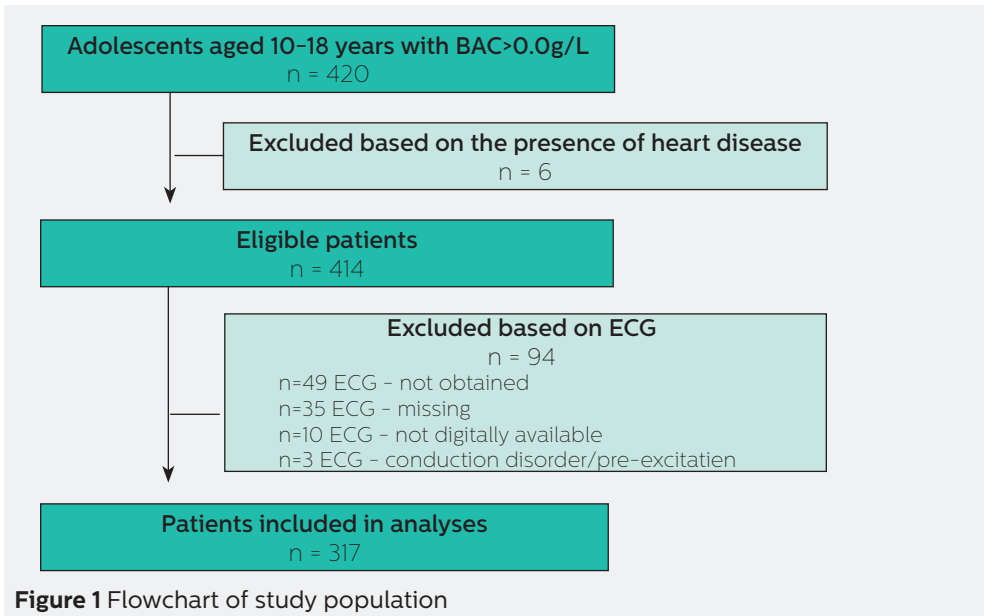 Adolescents aged 10-18 years with BAC>0.0g/L
n = 420
Excluded based on the presence of heart disease
n = 6
Eligible patients
n = 414
Excluded based on ECG
n = 94
n=49 ECG - not obtained
n=35 ECG - missing
n=10 ECG - not digitally available
n=3 ECG - conduction disorder/pre-excitatien
Patients included in analyses
n = 317
Figure 1 Flowchart of study population